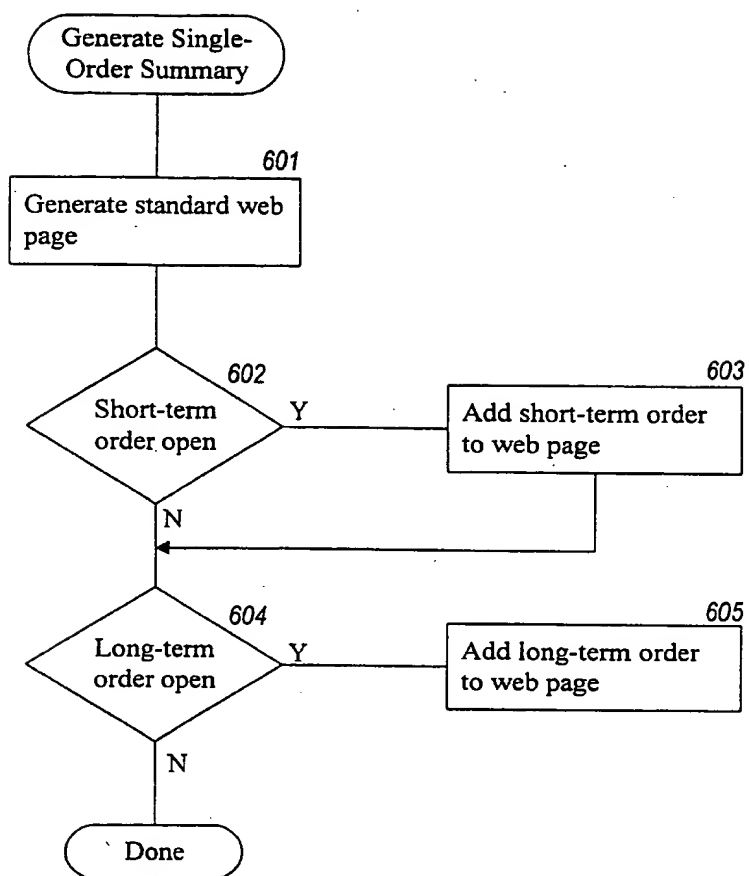 Generate Single-
Order Summary
601
Generate standard web
page
602
Short-term
order open
Y
603
Add short-term order
to web page
N
604
Long-term
order open
Y
605
Add long-term order
to web page
N
Done